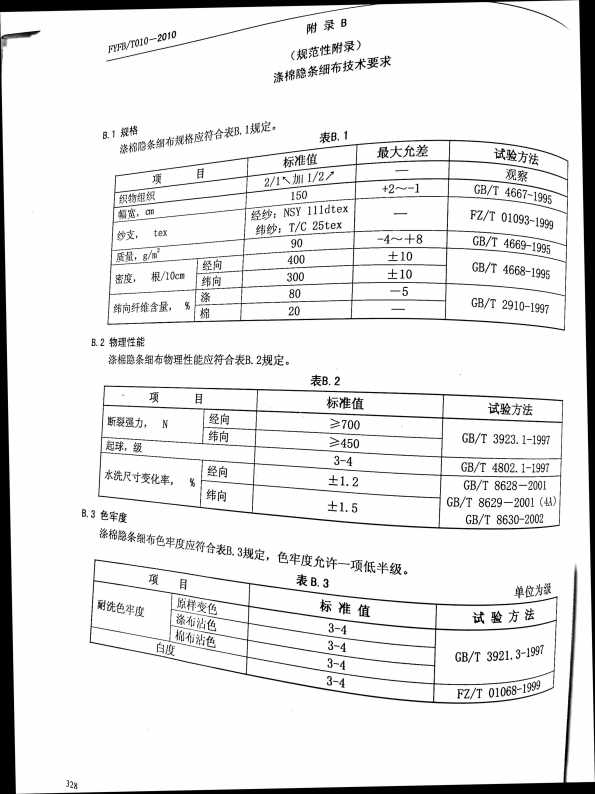 FYFB/T010—2010
附 录 B
（规范性附录）
涤棉隐条细布技术要求
B.1 规格
涤棉隐条细布规格应符合表B.1规定。
表B.1
项 目 标准值 最大允差 试验方法
织物组织 2/1↖加 1/2↗ — 观察
幅宽，cm 150 +2～-1 GB/T 4667-1995
纱支， tex 经纱：NSY 111dtex — FZ/T 01093-1999
纬纱：T/C 25tex
质量，g/m² 90 -4～+8 GB/T 4669-1995
密度， 根/10cm 经向 400 ±10 GB/T 4668-1995
纬向 300 ±10
纬向纤维含量， % 涤 80 -5 GB/T 2910-1997
棉 20 —
B.2 物理性能
涤棉隐条细布物理性能应符合表B.2规定。
表B.2
项 目 标准值 试验方法
断裂强力， N 经向 ≥700 GB/T 3923.1-1997
纬向 ≥450
起球，级 3-4 GB/T 4802.1-1997
水洗尺寸变化率， % 经向 ±1.2 GB/T 8628—2001
纬向 ±1.5 GB/T 8629—2001（4A）
GB/T 8630-2002
B.3 色牢度
涤棉隐条细布色牢度应符合表B.3规定，色牢度允许一项低半级。
表 B.3
单位为级
项 目 标 准 值 试 验 方 法
耐洗色牢度 原样变色 3-4 GB/T 3921.3-1997
涤布沾色 3-4
棉布沾色 3-4
白度 3-4 FZ/T 01068-1999
328